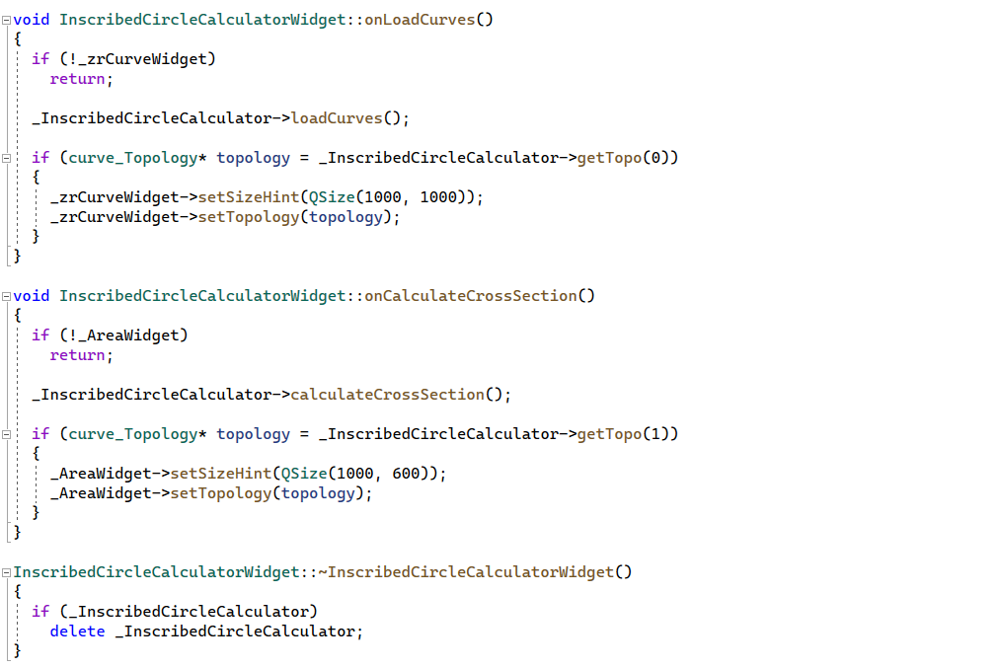 void InscribedCircleCalculatorWidget::onLoadCurves()
{
  if (!_zrCurveWidget)
    return;

  _InscribedCircleCalculator->loadCurves();

  if (curve_Topology* topology = _InscribedCircleCalculator->getTopo(0))
  {
    _zrCurveWidget->setSizeHint(QSize(1000, 1000));
    _zrCurveWidget->setTopology(topology);
  }
}

void InscribedCircleCalculatorWidget::onCalculateCrossSection()
{
  if (!_AreaWidget)
    return;

  _InscribedCircleCalculator->calculateCrossSection();

  if (curve_Topology* topology = _InscribedCircleCalculator->getTopo(1))
  {
    _AreaWidget->setSizeHint(QSize(1000, 600));
    _AreaWidget->setTopology(topology);
  }
}

InscribedCircleCalculatorWidget::~InscribedCircleCalculatorWidget()
{
  if (_InscribedCircleCalculator)
    delete _InscribedCircleCalculator;
}